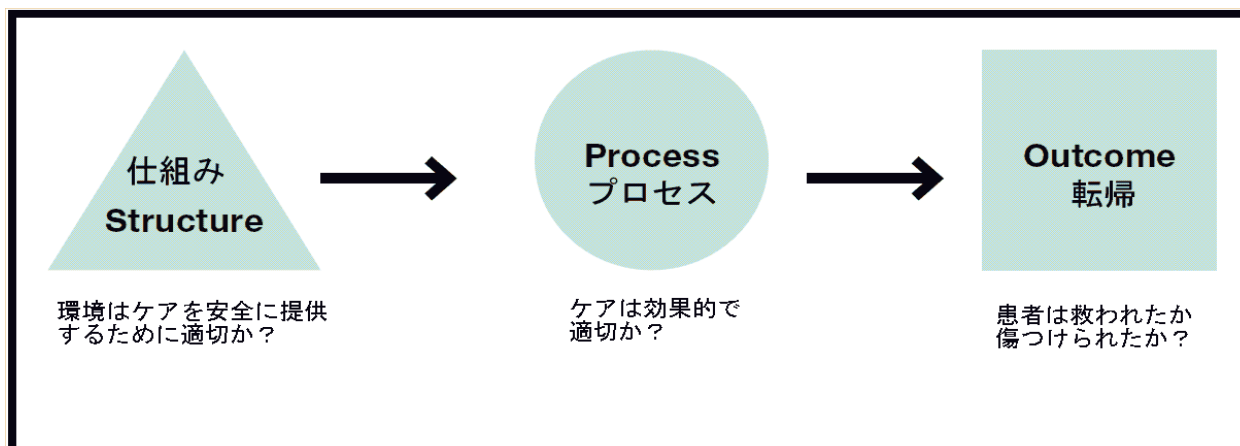 仕組み
Structure
環境はケアを安全に提供
するために適切か？
Process
プロセス
ケアは効果的で
適切か？
Outcome
転帰
患者は救われたか
傷つけられたか？